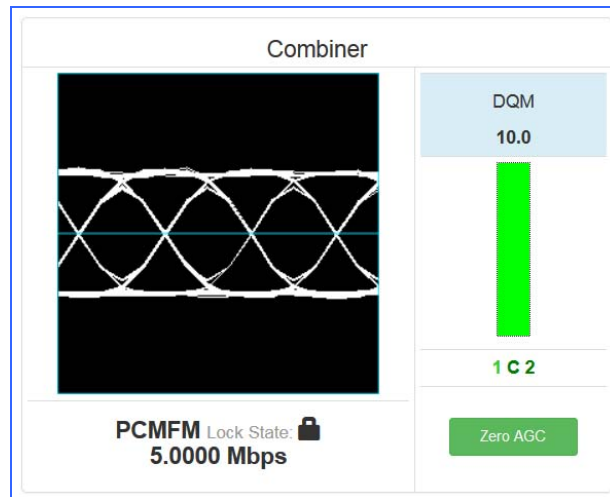 Combiner
DQM
10.0
1 C 2
PCMFM Lock State:
5.0000 Mbps
Zero AGC